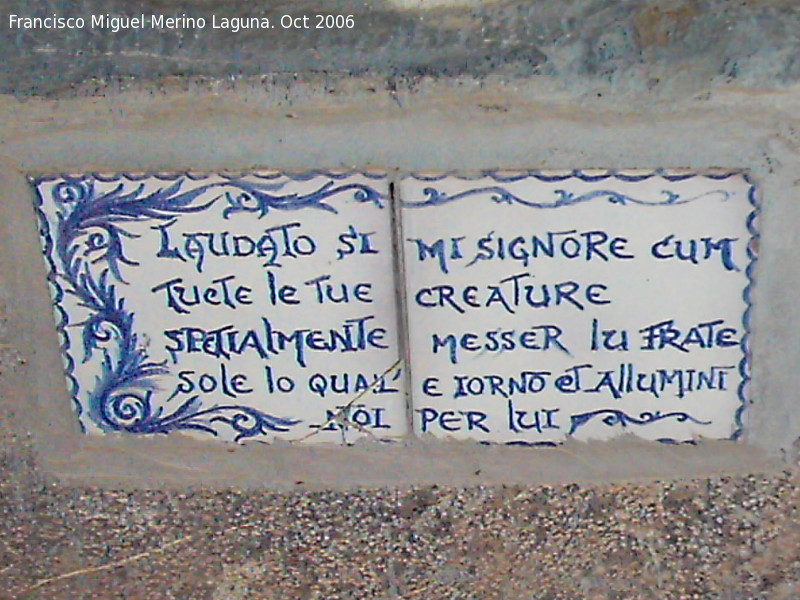 Francisco Miguel Merino Laguna. Oct 2006
LAUDATO SI MI SIGNORE CUM
TUCTE le TUE CREATURE
SPETIAlMENTE MESSER lu FRATE
SOLE lo QUAL' E IORNO et AllUMINI
NOI PER lUI